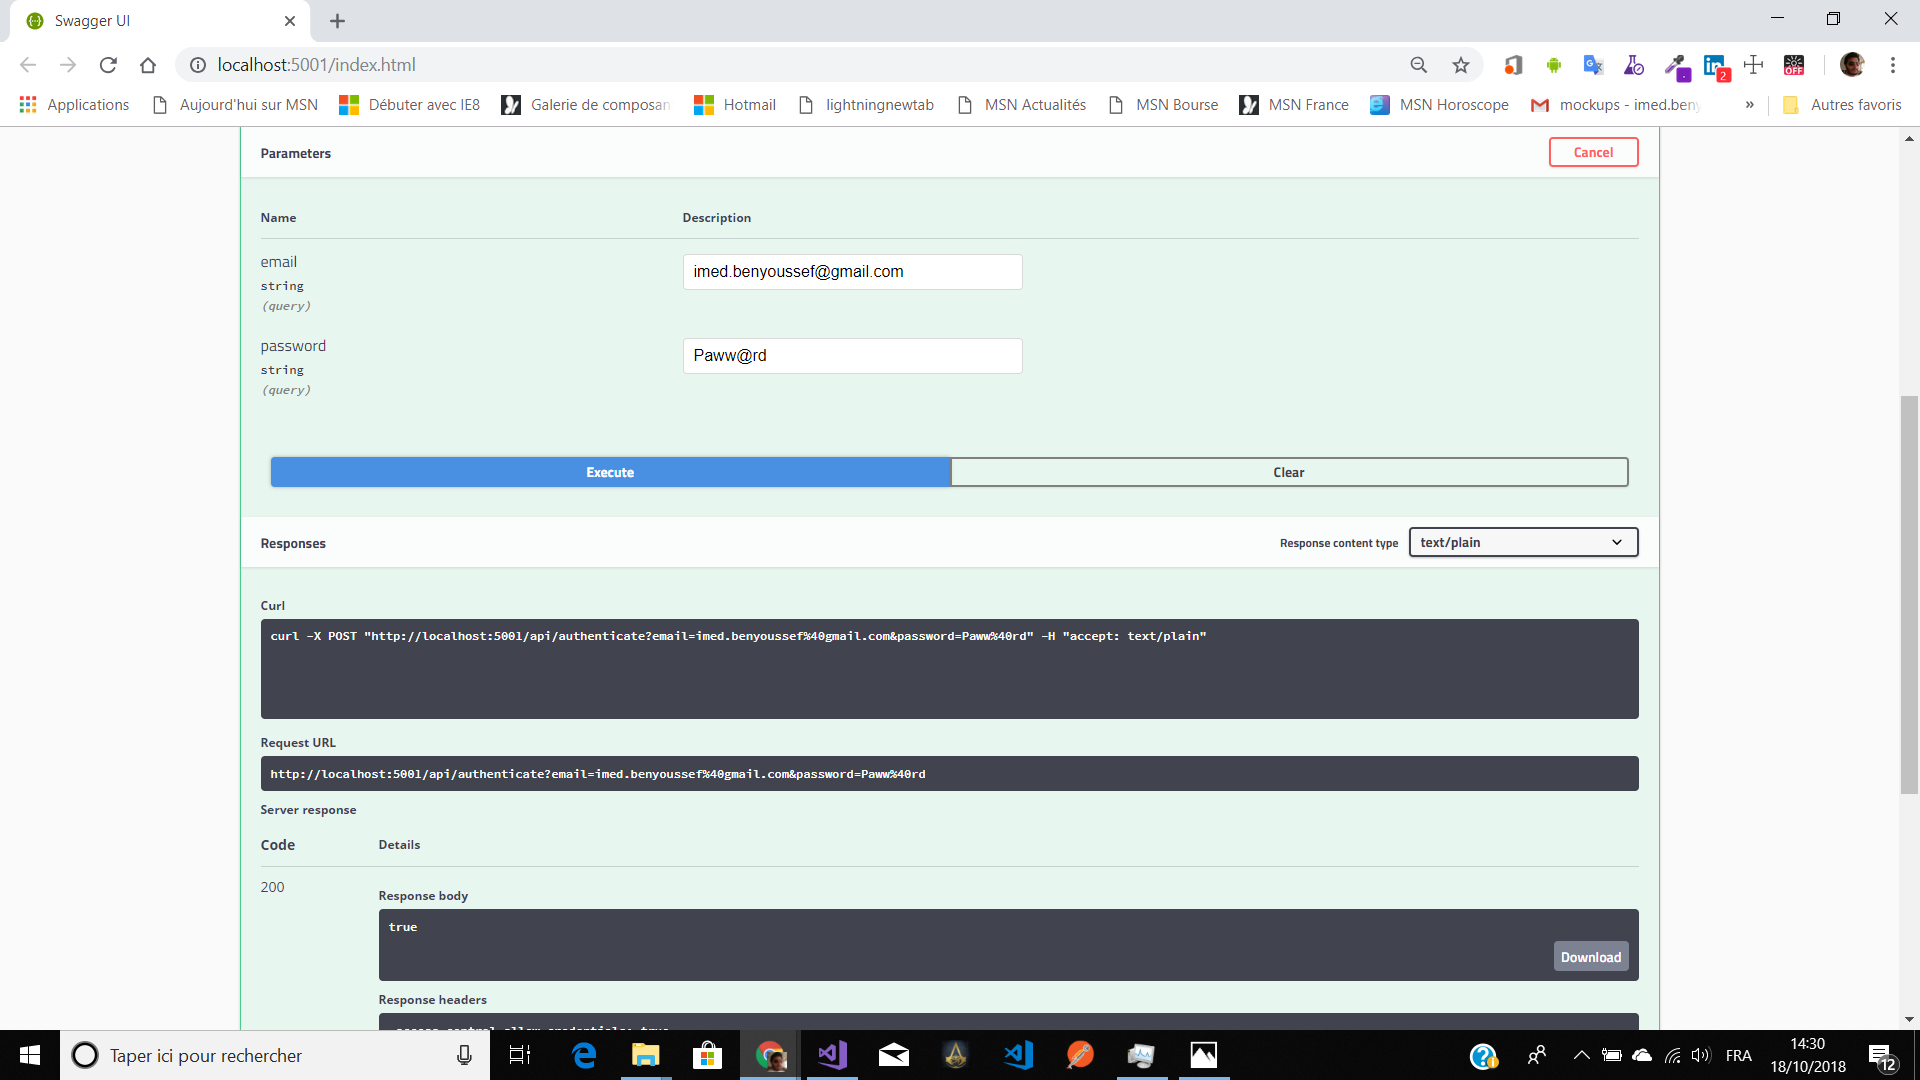 Swagger UI
localhost:5001/index.html
2
OFF
Applications
Aujourd'hui sur MSN
Débuter avec IE8
Galerie de composan
Hotmail
lightningnewtab
MSN Actualités
MSN Bourse
MSN France
MSN Horoscope
mockups - imed.ben
»
Autres favoris
Parameters
Cancel
Name
Description
email
string
(query)
imed.benyoussef@gmail.com
password
string
(query)
Paww@rd
Execute
Clear
Responses
Response content type
text/plain
Curl
curl -X POST "http://localhost:5001/api/authenticate?email=imed.benyoussef%40gmail.com&password=Paww%40rd" -H "accept: text/plain"
Request URL
http://localhost:5001/api/authenticate?email=imed.benyoussef%40gmail.com&password=Paww%40rd
Server response
Code
Details
200
Response body
true
Download
Response headers
Taper ici pour rechercher
FRA
14:30
18/10/2018
12